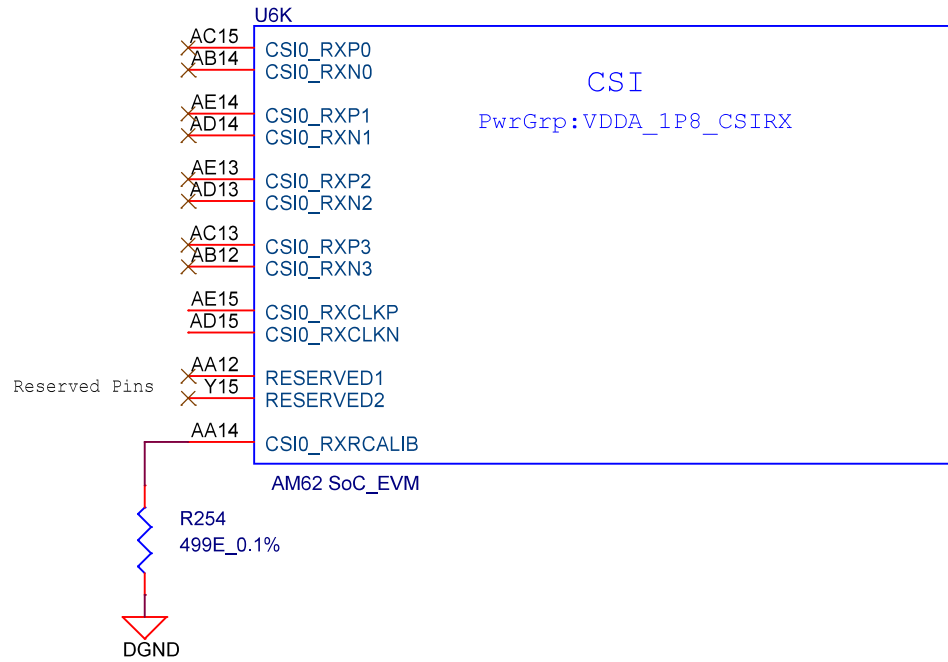 U6K
AC15 CSI0_RXP0
AB14 CSI0_RXN0
CSI
AE14 CSI0_RXP1
PwrGrp:VDDA_1P8_CSIRX
AD14 CSI0_RXN1
AE13 CSI0_RXP2
AD13 CSI0_RXN2
AC13 CSI0_RXP3
AB12 CSI0_RXN3
AE15 CSI0_RXCLKP
AD15 CSI0_RXCLKN
AA12 RESERVED1
Reserved Pins
Y15 RESERVED2
AA14 CSI0_RXRCALIB
AM62 SoC_EVM
R254
499E_0.1%
DGND